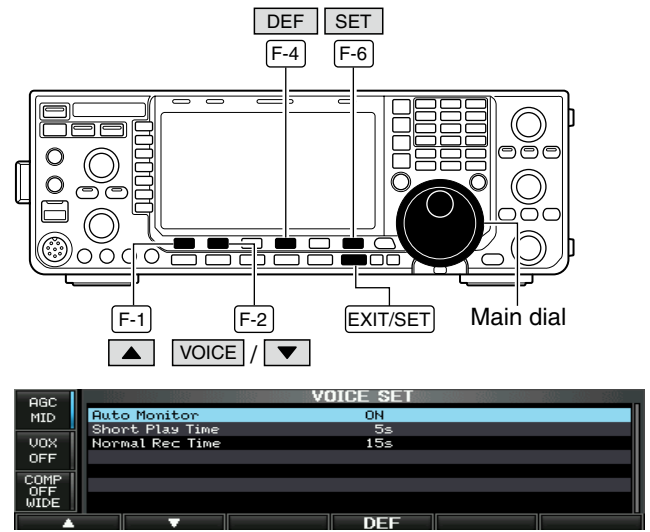 DEF SET
F-4 F-6
F-1 F-2 EXIT/SET Main dial
▲ VOICE / ▼
VOICE SET
AGC
MID
VOX
OFF
COMP
OFF
WIDE
Auto Monitor ON
Short Play Time 5s
Normal Rec Time 15s
▲ ▼ DEF